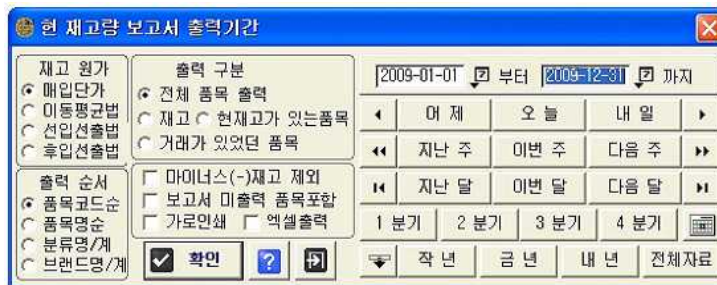 현 재고량 보고서 출력기간
재고 원가
매입단가
이동평균법
선입선출법
후입선출법
출력 순서
품목코드순
품목명순
분류명/계
브랜드명/계
출력 구분
전체 품목 출력
재고 현재고가 있는품목
거래가 있었던 품목
마이너스(-)재고 제외
보고서 미출력 품목포함
가로인쇄 엑셀출력
확인
2009-01-01 부터 2009-12-31 까지
어 제 오 늘 내 일
지난 주 이번 주 다음 주
지난 달 이번 달 다음 달
1 분기 2 분기 3 분기 4 분기
작 년 금 년 내 년 전체자료